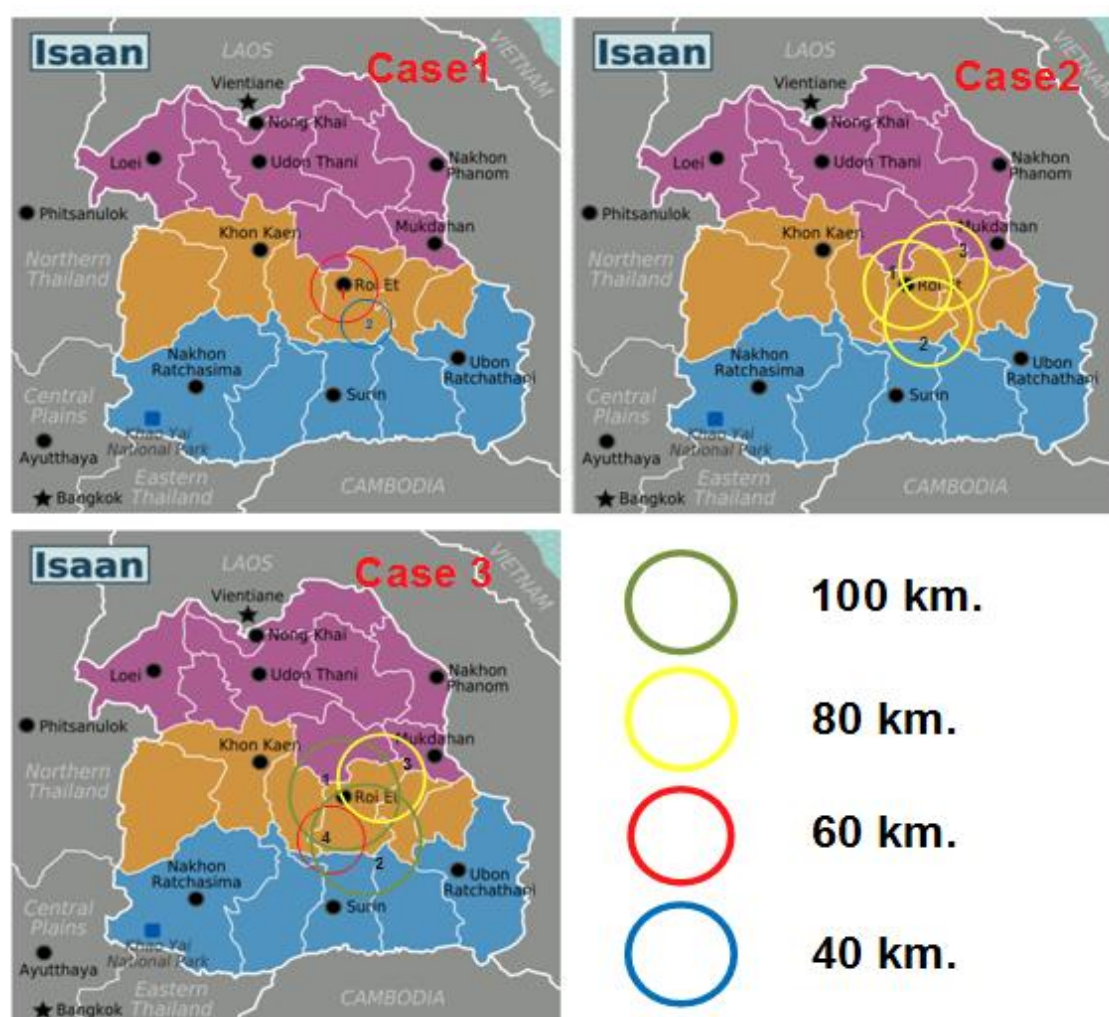 Isaan
LAOS
Case1
VIETNAM
Vientiane
Nong Khai
Loei
Udon Thani
Nakhon
Phanom
Phitsanulok
Mukdahan
Khon Kaen
Northern
Thailand
1
Roi Et
2
Nakhon
Ratchasima
Ubon
Ratchathani
Central
Plains
Surin
Khao Yai
National Park
Ayutthaya
Eastern
Thailand
CAMBODIA
Bangkok
Isaan
LAOS
Case2
VIETNAM
Vientiane
Nong Khai
Loei
Udon Thani
Nakhon
Phanom
Phitsanulok
Mukdahan
Khon Kaen
3
Northern
Thailand
1
Roi Et
2
Nakhon
Ratchasima
Ubon
Ratchathani
Central
Plains
Surin
Khao Yai
National Park
Ayutthaya
Eastern
Thailand
CAMBODIA
Bangkok
Isaan
LAOS
Case 3
VIETNAM
Vientiane
Nong Khai
Loei
Udon Thani
Nakhon
Phanom
Phitsanulok
Mukdahan
Khon Kaen
3
Northern
Thailand
1
Roi Et
4
2
Nakhon
Ratchasima
Ubon
Ratchathani
Central
Plains
Surin
Khao Yai
National Park
Ayutthaya
Eastern
Thailand
CAMBODIA
Bangkok
100 km.
80 km.
60 km.
40 km.